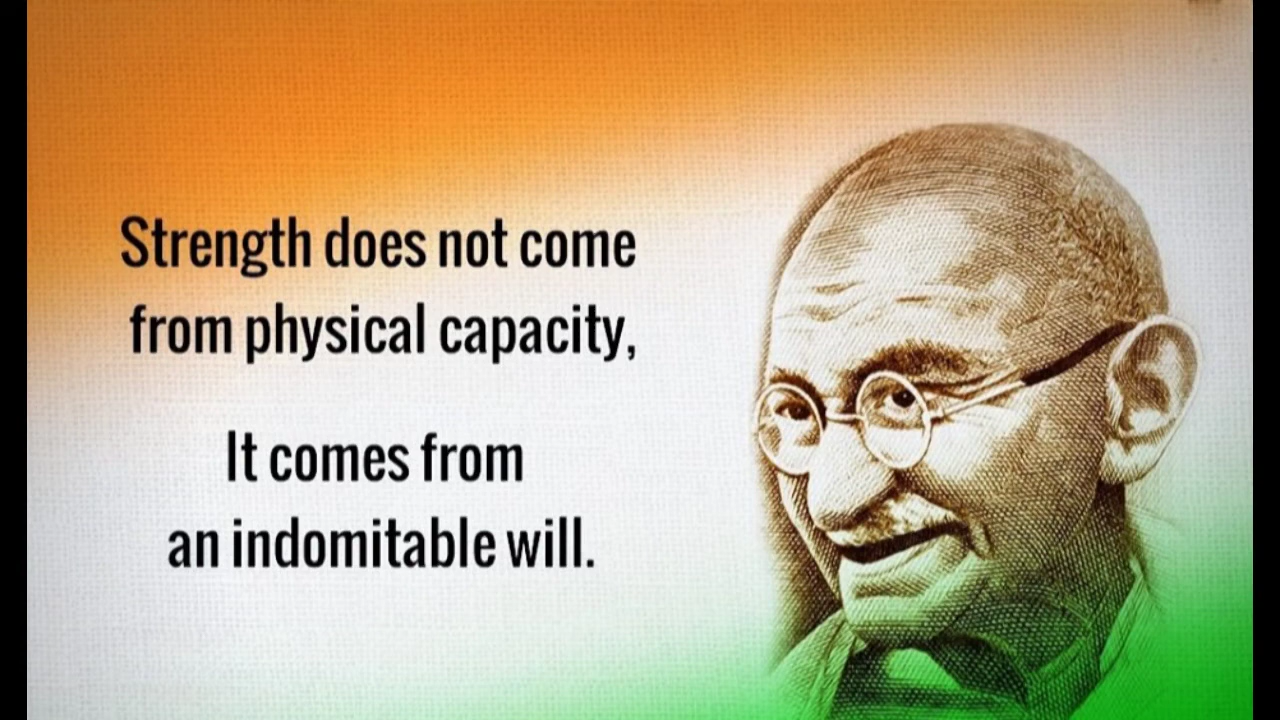 Strength does not come
from physical capacity,
It comes from
an indomitable will.